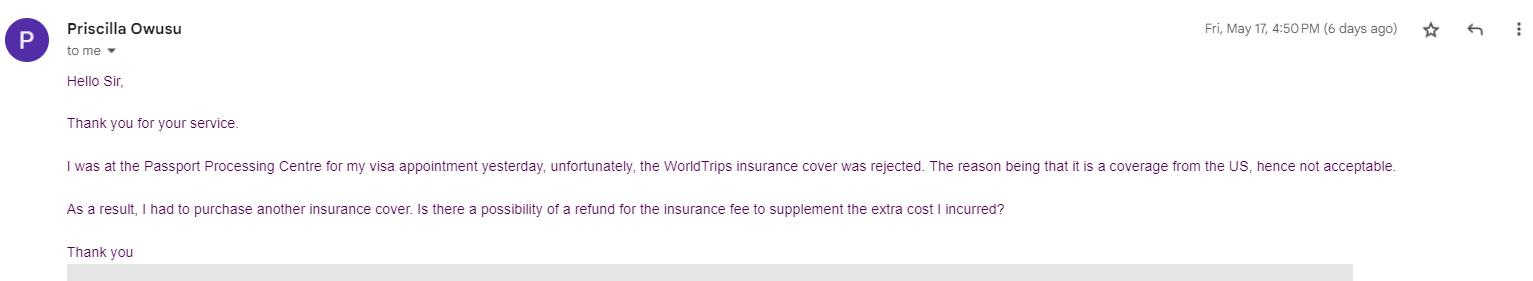 P
Priscilla Owusu
Fri, May 17, 4:50 PM (6 days ago)
to me
Hello Sir,
Thank you for your service.
I was at the Passport Processing Centre for my visa appointment yesterday, unfortunately, the WorldTrips insurance cover was rejected. The reason being that it is a coverage from the US, hence not acceptable.
As a result, I had to purchase another insurance cover. Is there a possibility of a refund for the insurance fee to supplement the extra cost I incurred?
Thank you